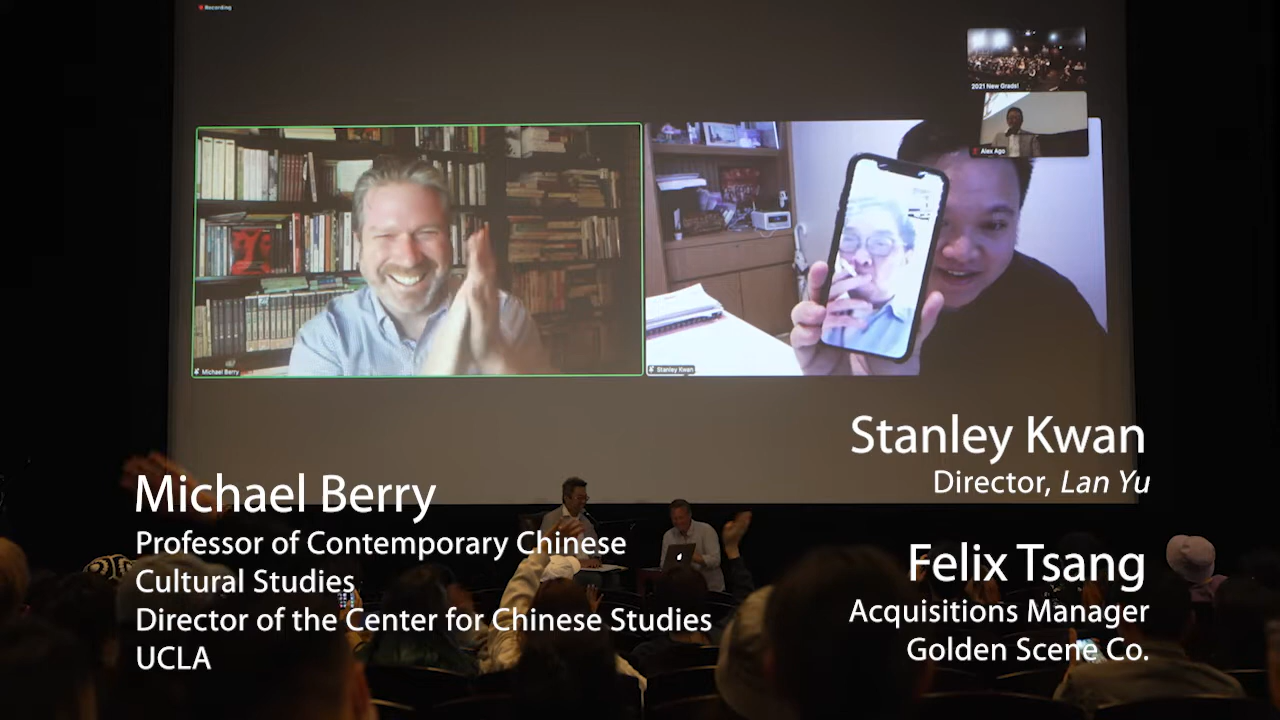 Recording
2021 New Grads!
Alex Ago
Michael Berry
Stanley Kwan
Stanley Kwan
Director, Lan Yu
Michael Berry
Professor of Contemporary Chinese
Cultural Studies
Director of the Center for Chinese Studies
UCLA
Felix Tsang
Acquisitions Manager
Golden Scene Co.